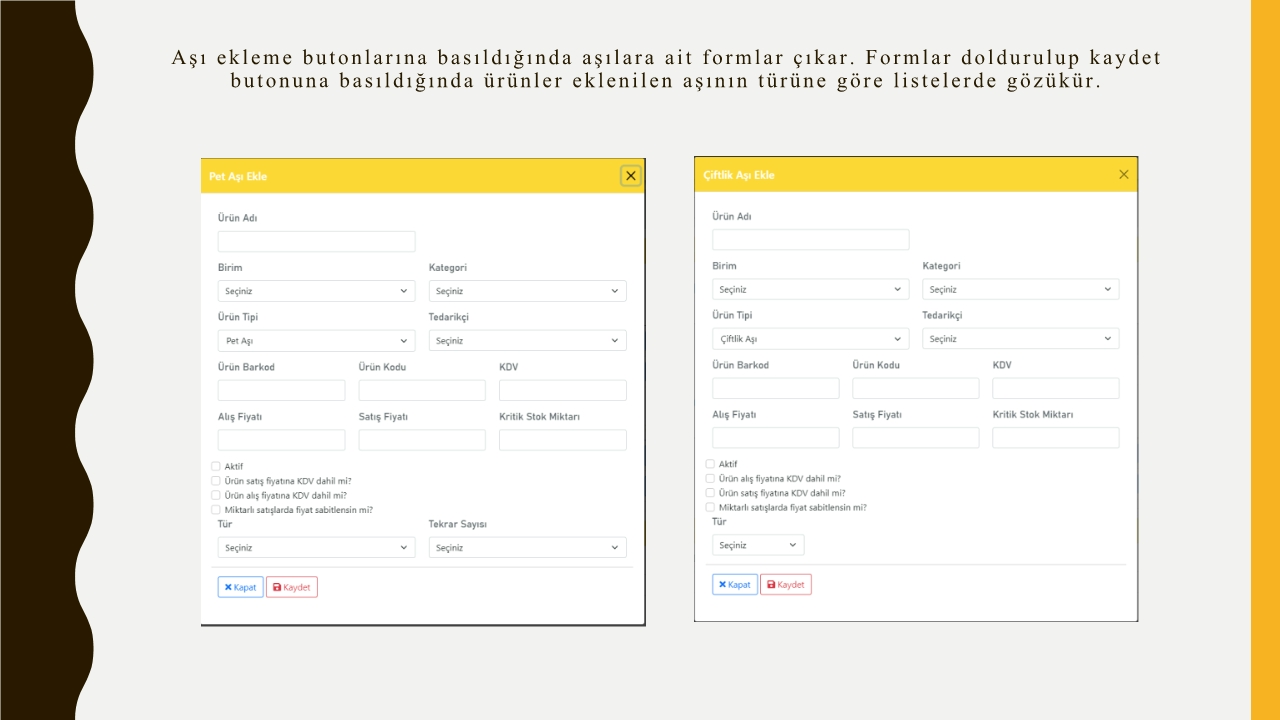 Aşı ekleme butonlarına basıldığında aşılara ait formlar çıkar. Formlar doldurulup kaydet
butonuna basıldığında ürünler eklenilen aşının türüne göre listelerde gözükür.
Pet Aşı Ekle
Ürün Adı
Birim Kategori
Seçiniz Seçiniz
Ürün Tipi Tedarikçi
Pet Aşı Seçiniz
Ürün Barkod Ürün Kodu KDV
Alış Fiyatı Satış Fiyatı Kritik Stok Miktarı
Aktif
Ürün satış fiyatına KDV dahil mi?
Ürün alış fiyatına KDV dahil mi?
Miktarlı satışlarda fiyat sabitlensin mi?
Tür Tekrar Sayısı
Seçiniz Seçiniz
Kapat Kaydet
Çiftlik Aşı Ekle
Ürün Adı
Birim Kategori
Seçiniz Seçiniz
Ürün Tipi Tedarikçi
Çiftlik Aşı Seçiniz
Ürün Barkod Ürün Kodu KDV
Alış Fiyatı Satış Fiyatı Kritik Stok Miktarı
Aktif
Ürün alış fiyatına KDV dahil mi?
Ürün satış fiyatına KDV dahil mi?
Miktarlı satışlarda fiyat sabitlensin mi?
Tür
Seçiniz
Kapat Kaydet